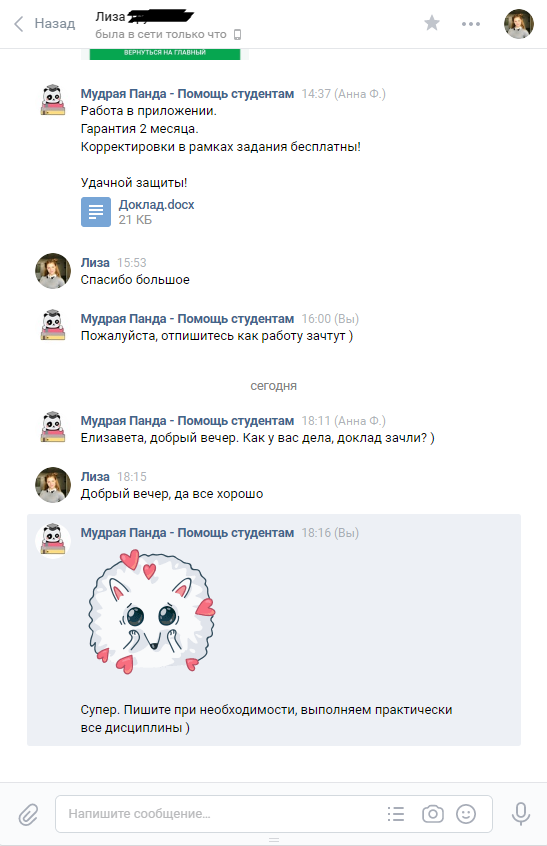 Назад
Лиза
была в сети только что
ВЕРНУТЬСЯ НА ГЛАВНЫЙ
Мудрая Панда - Помощь студентам 14:37 (Анна Ф.)
Работа в приложении.
Гарантия 2 месяца.
Корректировки в рамках задания бесплатны!
Удачной защиты!
Доклад.docx
21 КБ
Лиза 15:53
Спасибо большое
Мудрая Панда - Помощь студентам 16:00 (Вы)
Пожалуйста, отпишитесь как работу зачтут )
сегодня
Мудрая Панда - Помощь студентам 18:11 (Анна Ф.)
Елизавета, добрый вечер. Как у вас дела, доклад зачли? )
Лиза 18:15
Добрый вечер, да все хорошо
Мудрая Панда - Помощь студентам 18:16 (Вы)
Супер. Пишите при необходимости, выполняем практически
все дисциплины )
Напишите сообщение...